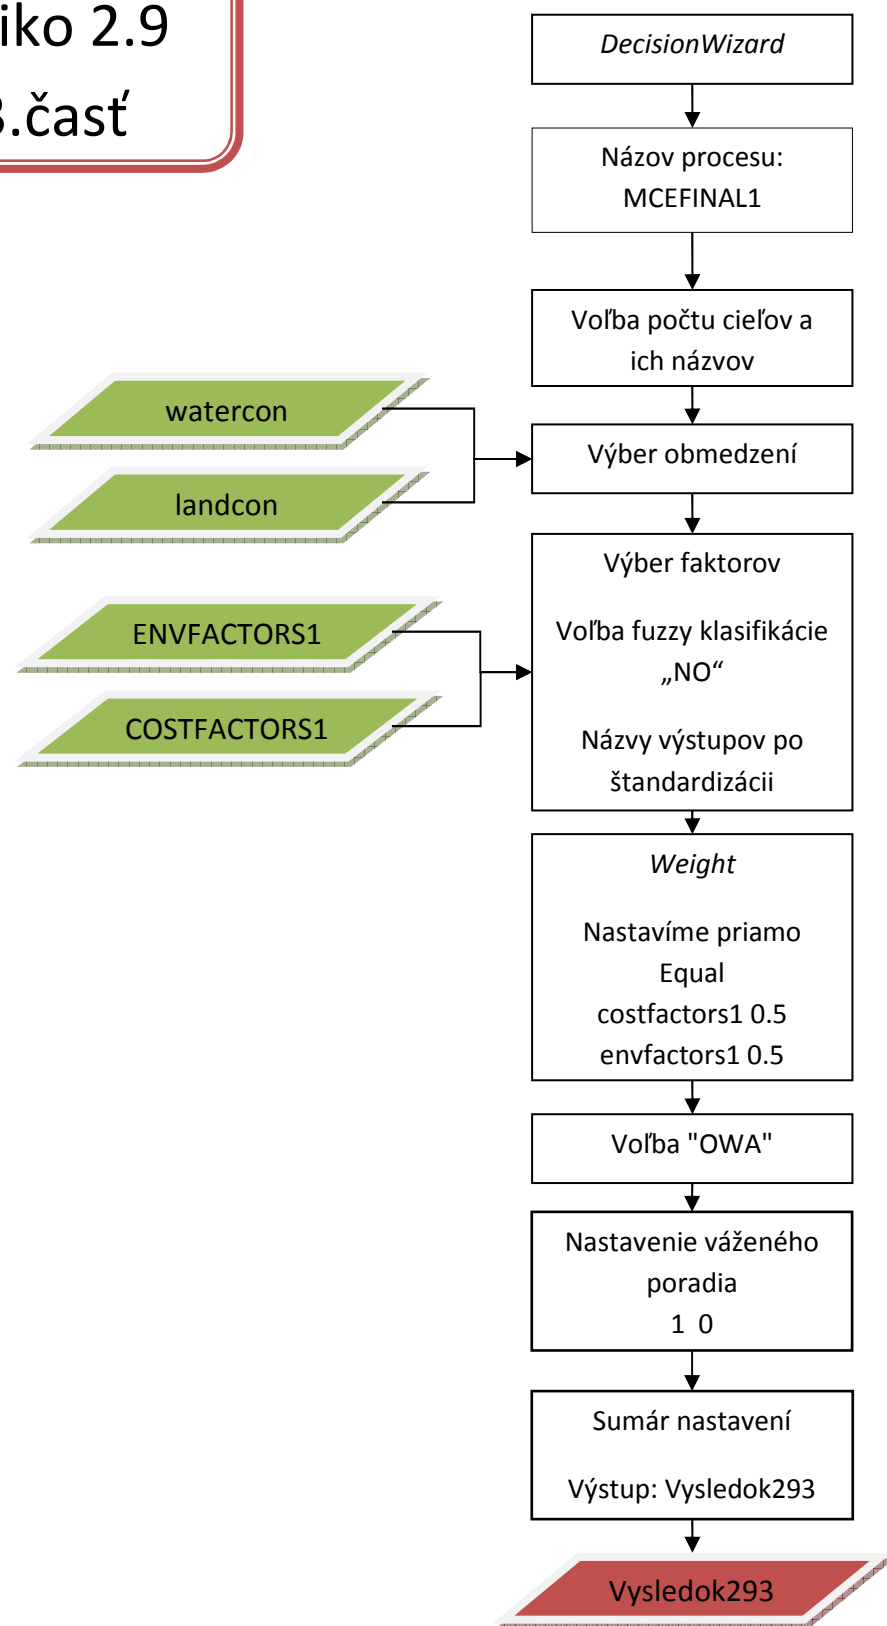 iko 2.9
.časť
DecisionWizard
Názov procesu:
MCEFINAL1
Voľba počtu cieľov a
ich názvov
watercon
landcon
Výber obmedzení
ENVFACTORS1
COSTFACTORS1
Výber faktorov
Voľba fuzzy klasifikácie
„NO“
Názvy výstupov po
štandardizácii
Weight
Nastavíme priamo
Equal
costfactors1 0.5
envfactors1 0.5
Voľba "OWA"
Nastavenie váženého
poradia
1 0
Sumár nastavení
Výstup: Vysledok293
Vysledok293